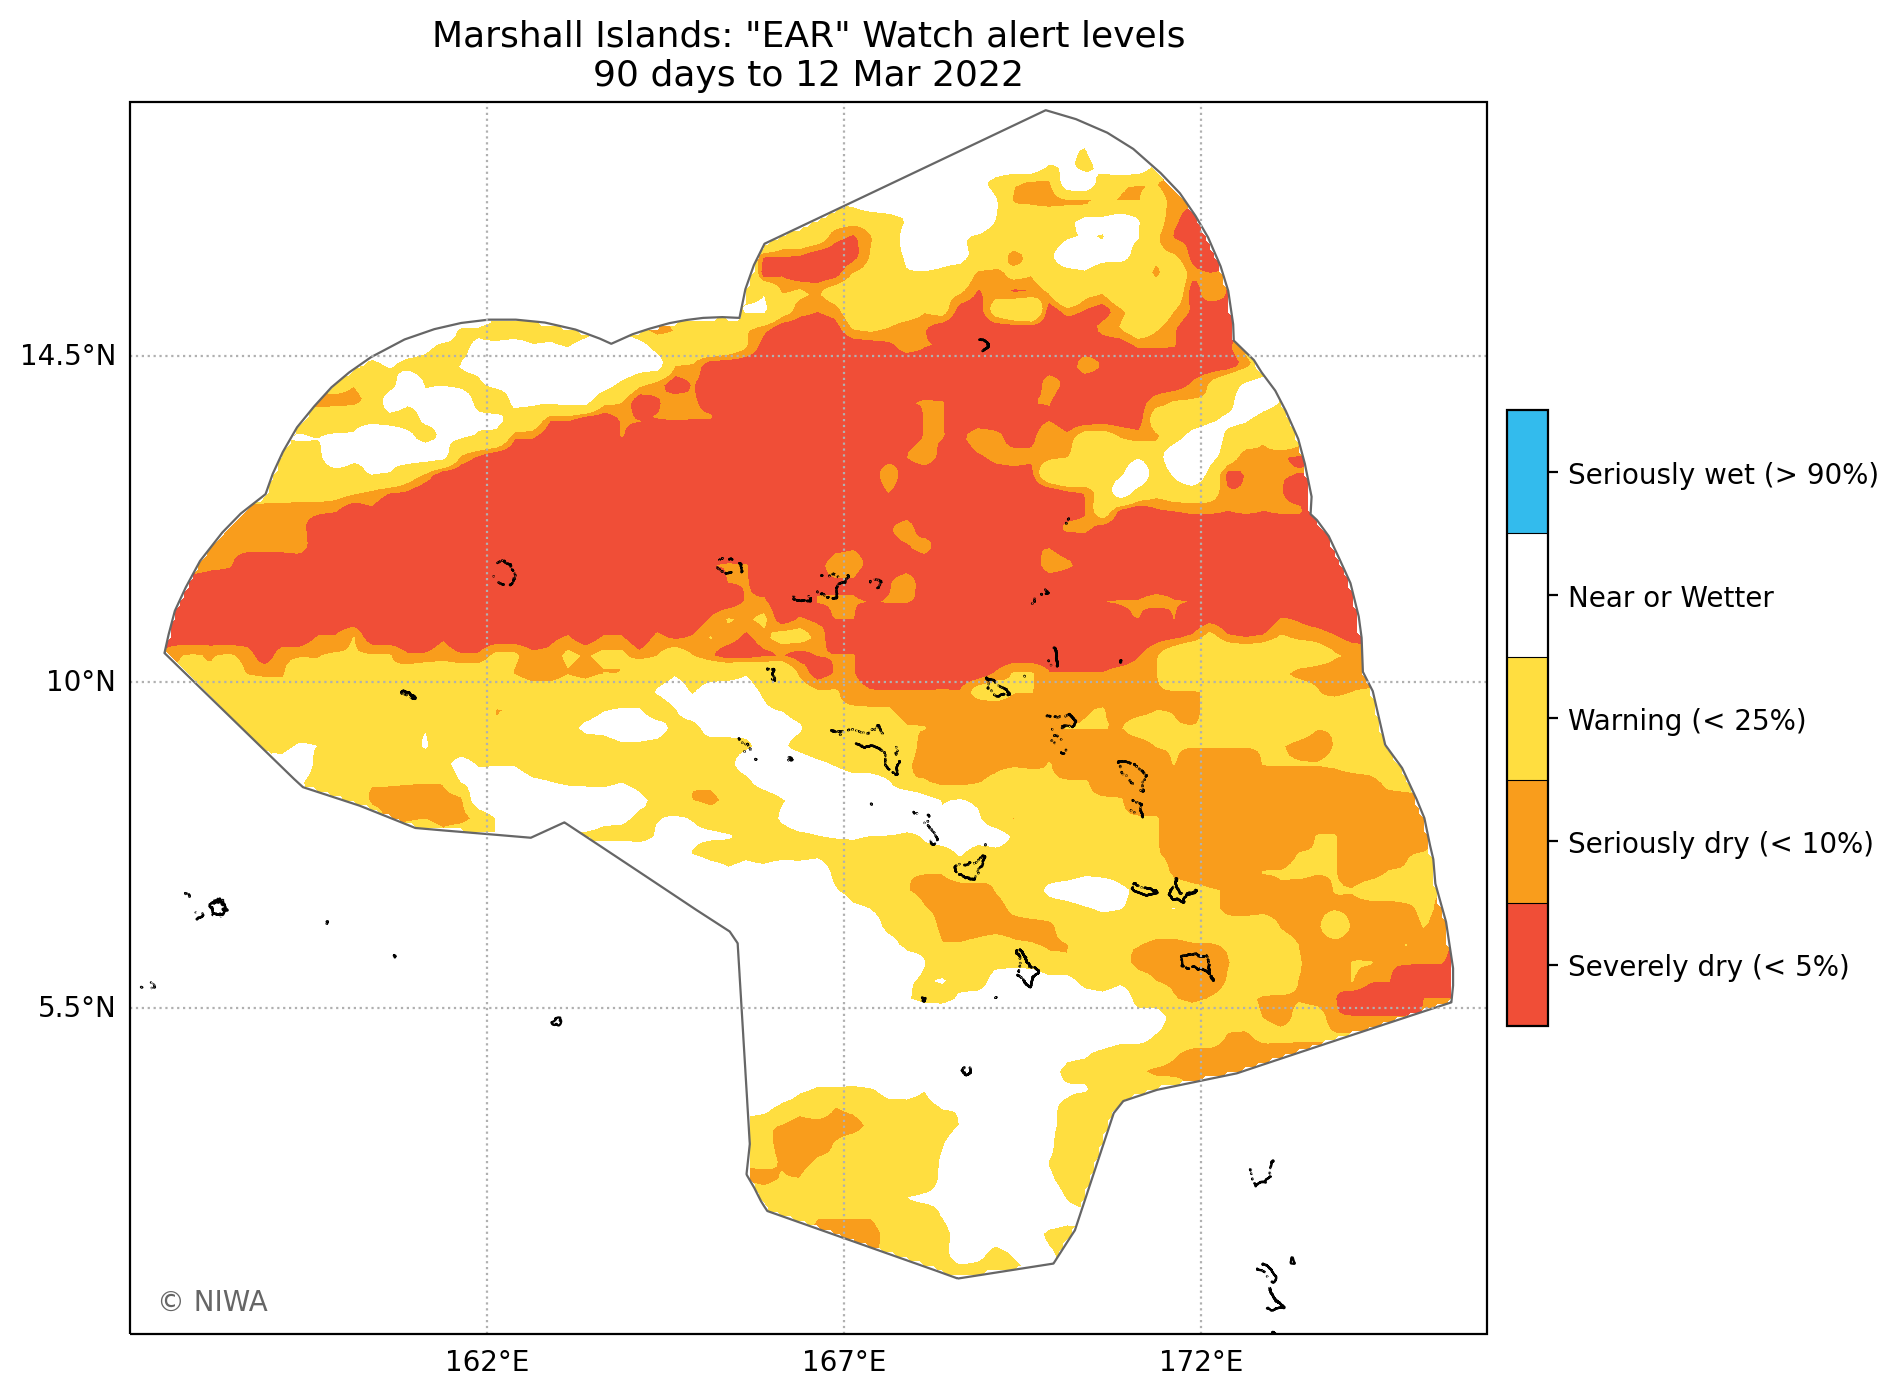 Marshall Islands: "EAR" Watch alert levels
90 days to 12 Mar 2022
14.5°N
10°N
5.5°N
162°E
167°E
172°E
Seriously wet (> 90%)
Near or Wetter
Warning (< 25%)
Seriously dry (< 10%)
Severely dry (< 5%)
© NIWA